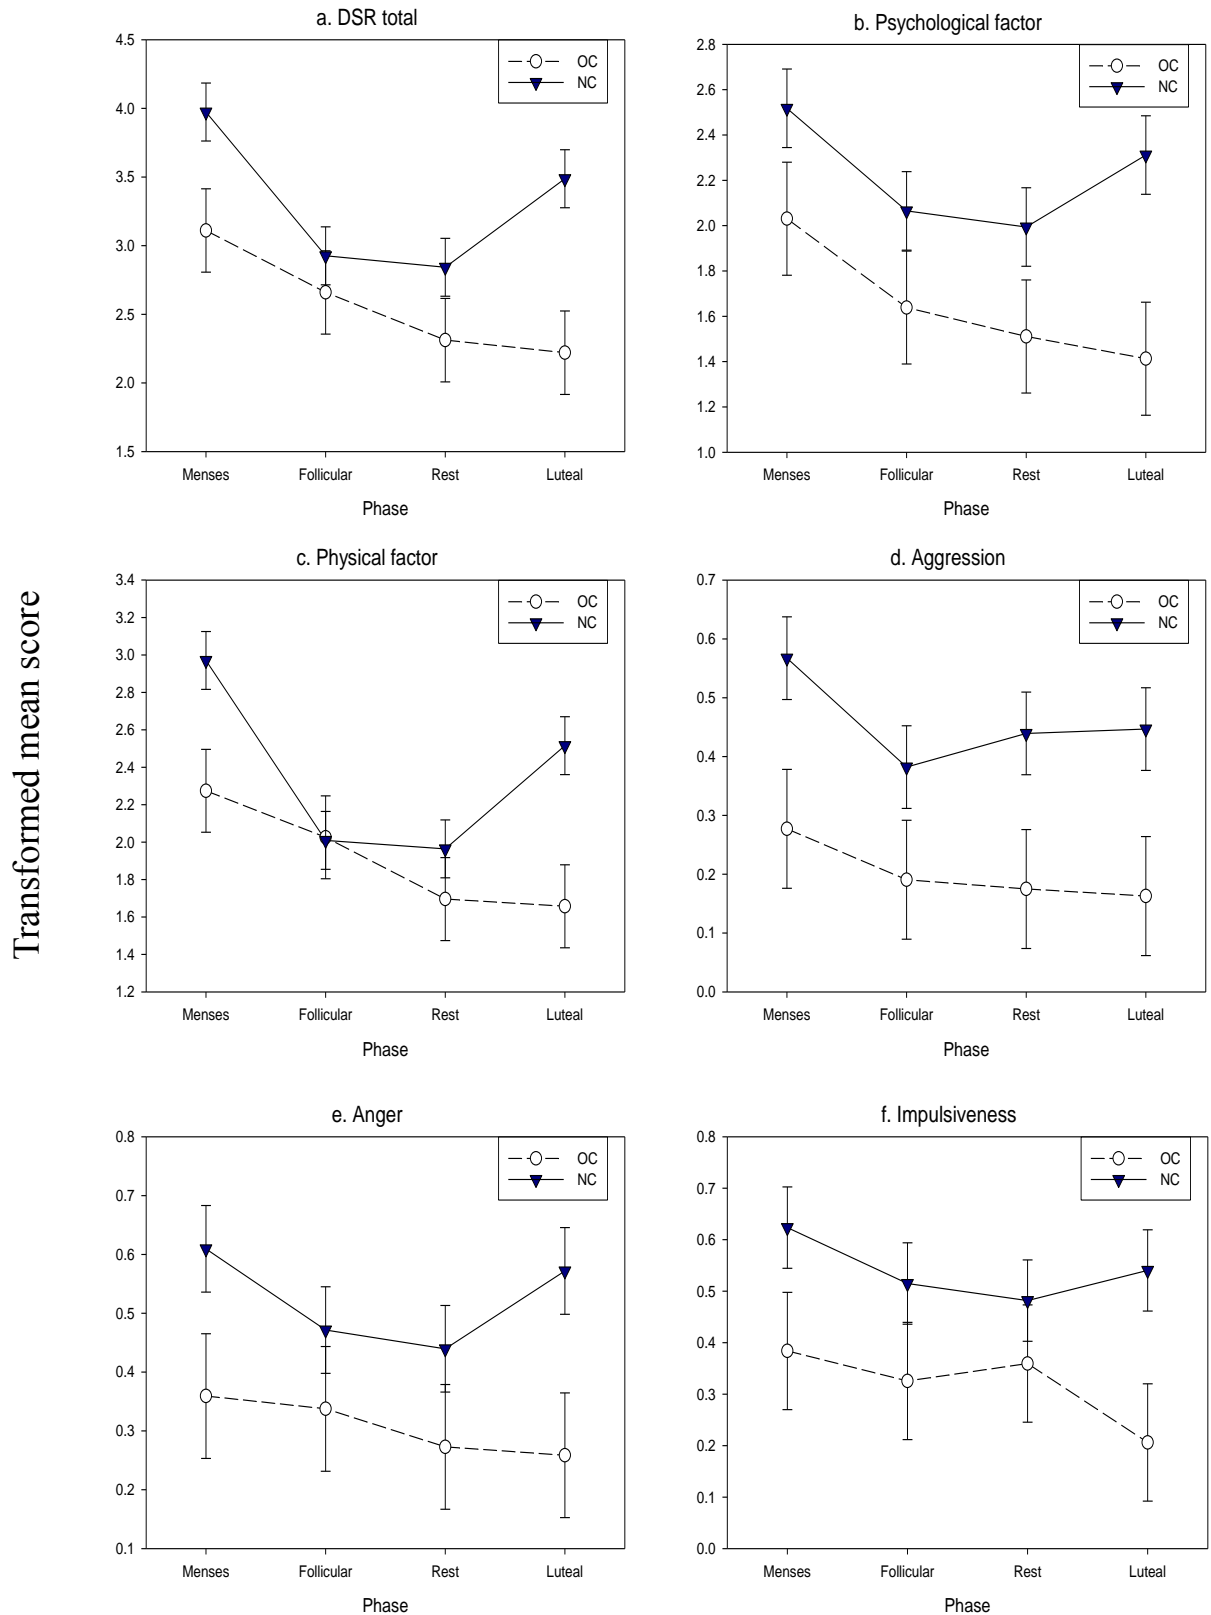 a. DSR total
4.5
4.0
3.5
3.0
2.5
2.0
1.5
OC
NC
Menses Follicular Rest Luteal
Phase
b. Psychological factor
2.8
2.6
2.4
2.2
2.0
1.8
1.6
1.4
1.2
1.0
OC
NC
Menses Follicular Rest Luteal
Phase
Transformed mean score
c. Physical factor
3.4
3.2
3.0
2.8
2.6
2.4
2.2
2.0
1.8
1.6
1.4
1.2
OC
NC
Menses Follicular Rest Luteal
Phase
d. Aggression
0.7
0.6
0.5
0.4
0.3
0.2
0.1
0.0
OC
NC
Menses Follicular Rest Luteal
Phase
e. Anger
0.8
0.7
0.6
0.5
0.4
0.3
0.2
0.1
OC
NC
Menses Follicular Rest Luteal
Phase
f. Impulsiveness
0.8
0.7
0.6
0.5
0.4
0.3
0.2
0.1
0.0
OC
NC
Menses Follicular Rest Luteal
Phase